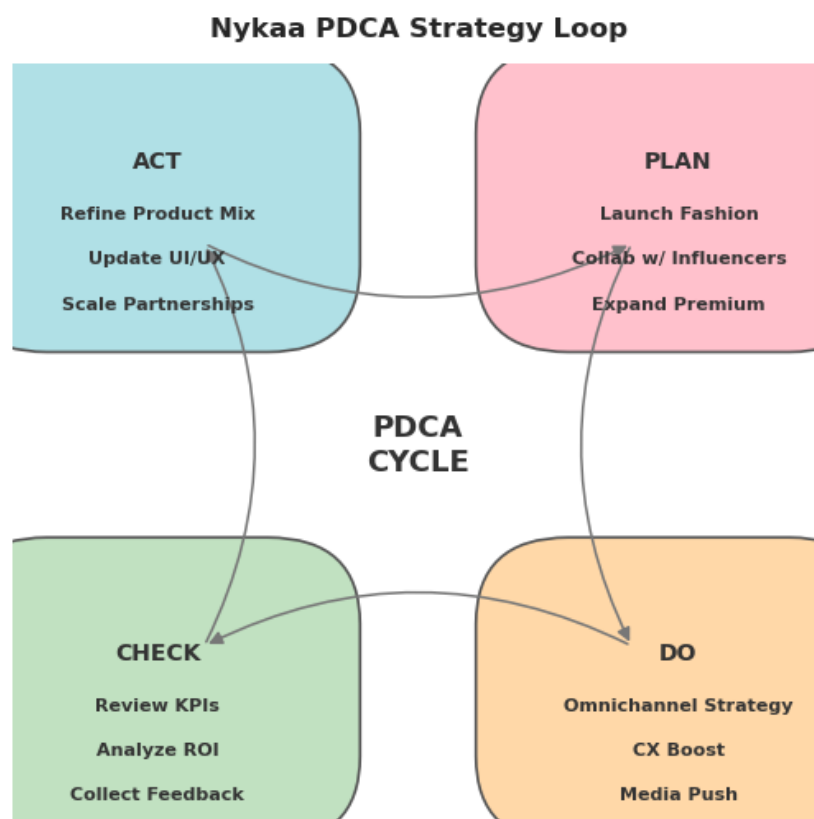 Nykaa PDCA Strategy Loop
ACT
Refine Product Mix
Update UI/UX
Scale Partnerships
PLAN
Launch Fashion
Collab w/ Influencers
Expand Premium
PDCA
CYCLE
CHECK
Review KPIs
Analyze ROI
Collect Feedback
DO
Omnichannel Strategy
CX Boost
Media Push